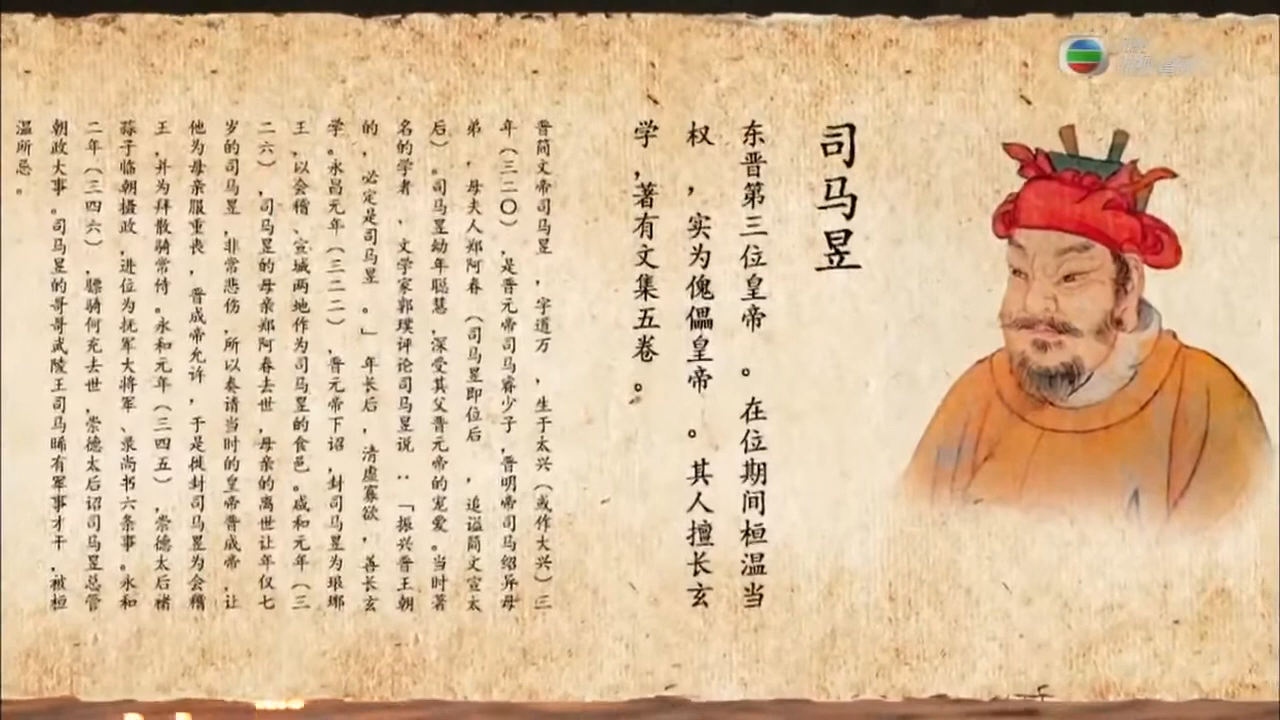 司马昱
东晋第三位皇帝。在位期间桓温当
权，实为傀儡皇帝。其人擅长玄
学,著有文集五卷。
晋简文帝司马昱，字道万，生于太兴（或作大兴）三
年（三二〇），是晋元帝司马睿少子，晋明帝司马绍异母
弟，母夫人郑阿春（司马昱即位后，追谥简文宣太
后）。司马昱幼年聪慧，深受其父晋元帝的宠爱。当时著
名的学者、文学家郭璞评论司马昱说：「振兴晋王朝
的，必定是司马昱。」年长后，清虚寡欲，善长玄
学。永昌元年（三二二），晋元帝下诏，封司马昱为琅琊
王，以会稽、宣城两地作为司马昱的食邑。咸和元年（三
二六），司马昱的母亲郑阿春去世，母亲的离世让年仅七
岁的司马昱，非常悲伤，所以奏请当时的皇帝晋成帝，让
他为母亲服重丧，晋成帝允许，于是徙封司马昱为会稽
王，并为拜散骑常侍。永和元年（三四五），崇德太后褚
蒜子临朝摄政，进位为抚军大将军、录尚书六条事。永和
二年（三四六），骠骑何充去世，崇德太后诏司马昱总管
朝政大事。司马昱的哥哥武陵王司马晞有军事才干，被桓
温所忌。